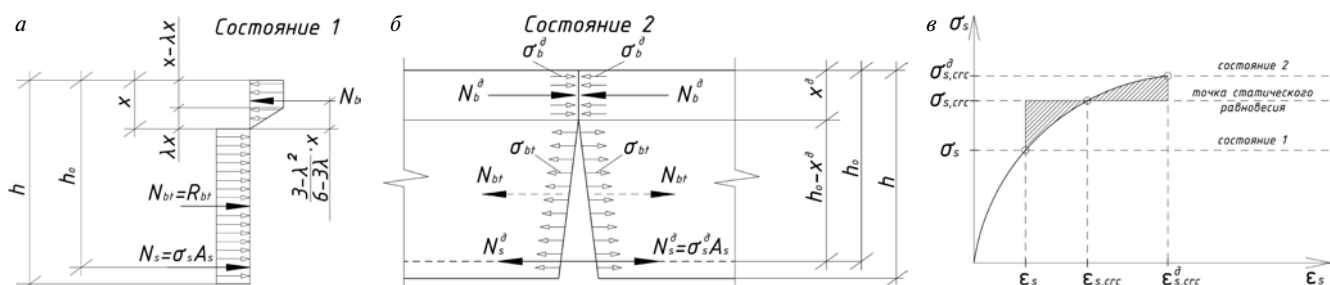 а
Состояние 1
x-λx
x
λx
h₀
h
N_bt=R_bt
N_s=σ_sA_s
3-λ²/6-3λ·x
б
Состояние 2
σ_b^д
σ_b^д
N_b^д
N_b^д
σ_bt
σ_bt
N_bt
N_bt
N_s^д
N_s^д=σ_s^дA_s
x^д
h₀-x^д
h₀
h
в
σ_s
σ_s,crc^д
σ_s,crc
σ_s
состояние 2
точка статического
равновесия
состояние 1
ε_s
ε_s,crc
ε_s,crc^д
ε_s